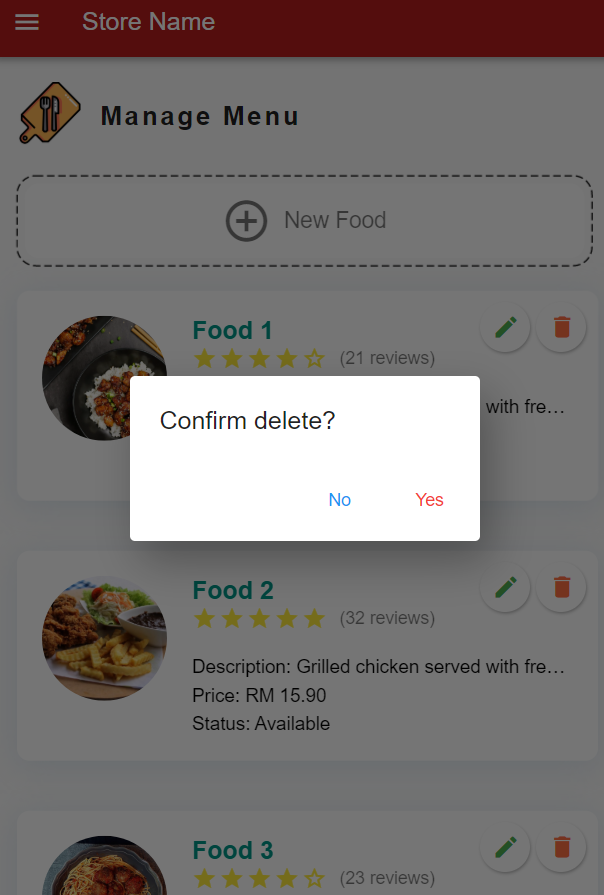 Store Name
Manage Menu
New Food
Food 1
(21 reviews)
with fre…
Confirm delete?
No Yes
Food 2
(32 reviews)
Description: Grilled chicken served with fre…
Price: RM 15.90
Status: Available
Food 3
(23 reviews)